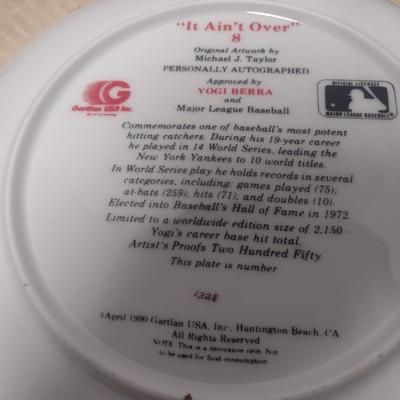 "It Ain't Over"
8
Original Artwork by
Michael J. Taylor
PERSONALLY AUTOGRAPHED
Approved by
YOGI BERRA
and
Major League Baseball
G
Gartlan USA Inc.
OFFICIAL LICENSEE
MAJOR LEAGUE BASEBALL
Commemorates one of baseball's most potent
hitting catchers. During his 19-year career
he played in 14 World Series, leading the
New York Yankees to 10 world titles.
In World Series play he holds records in several
categories, including: games played (75);
at-bats (259); hits (71); and doubles (10).
Elected into Baseball's Hall of Fame in 1972.
Limited to a worldwide edition size of 2,150
Yogi's career base hit total.
Artist's Proofs Two Hundred Fifty
This plate is number
1328
©April 1990 Gartlan USA, Inc., Huntington Beach, CA
All Rights Reserved
NOTE: This is a decorative item. Not
to be used for food consumption